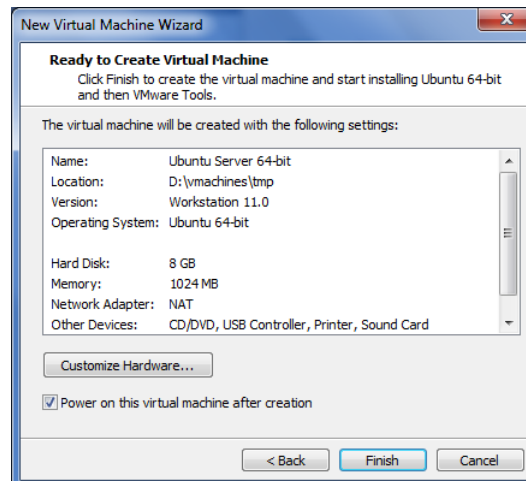 New Virtual Machine Wizard
Ready to Create Virtual Machine
Click Finish to create the virtual machine and start installing Ubuntu 64-bit
and then VMware Tools.
The virtual machine will be created with the following settings:
Name: Ubuntu Server 64-bit
Location: D:\vmachines\tmp
Version: Workstation 11.0
Operating System: Ubuntu 64-bit
Hard Disk: 8 GB
Memory: 1024 MB
Network Adapter: NAT
Other Devices: CD/DVD, USB Controller, Printer, Sound Card
Customize Hardware...
Power on this virtual machine after creation
< Back Finish Cancel